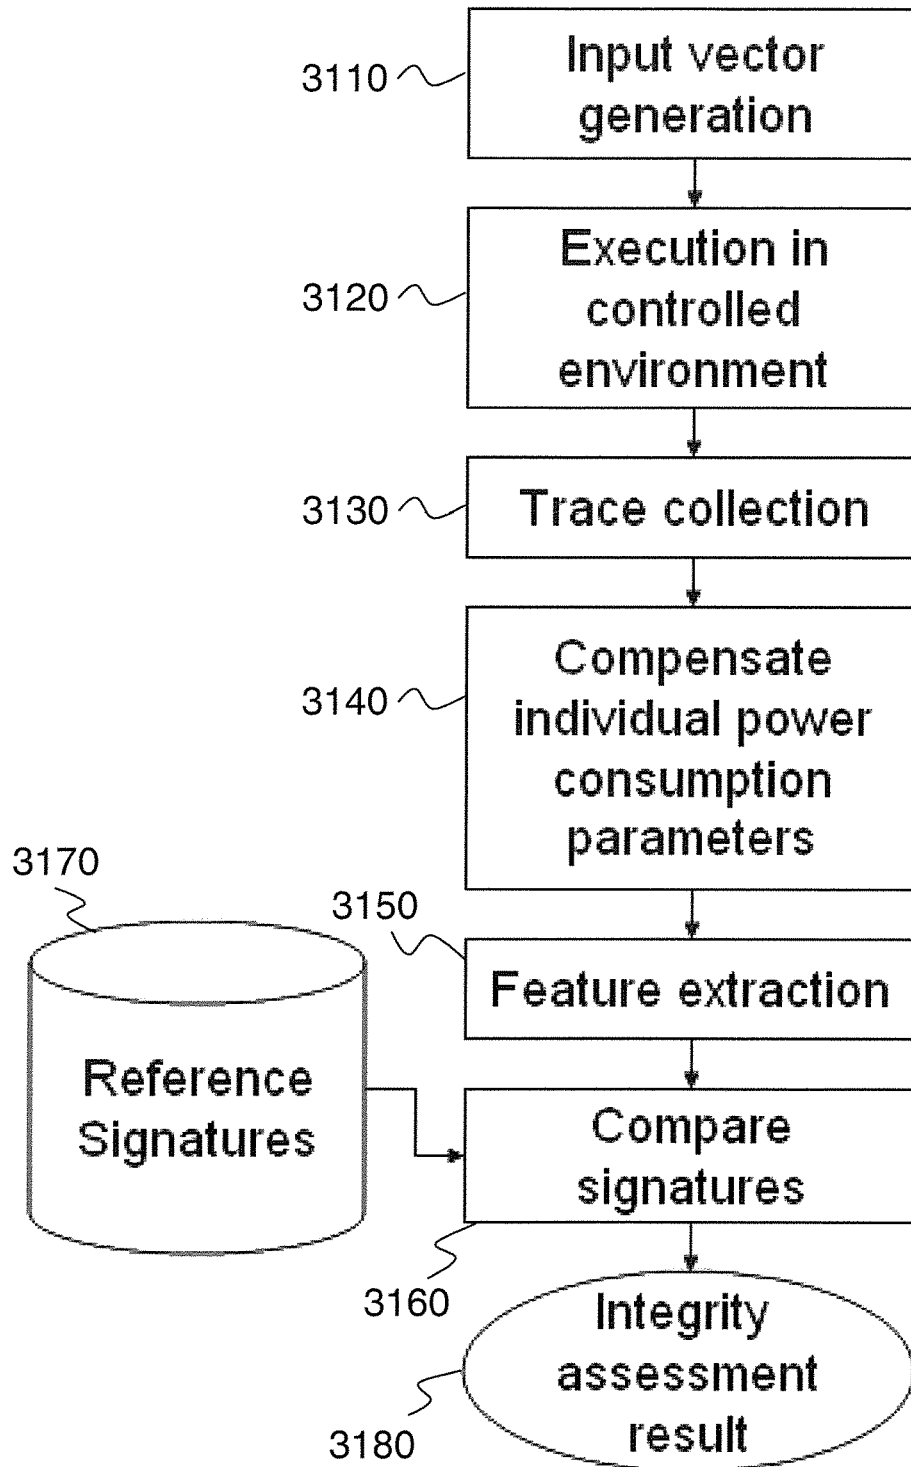 3110
Input vector
generation
3120
Execution in
controlled
environment
3130
Trace collection
3140
Compensate
individual power
consumption
parameters
3150
Feature extraction
3170
Reference
Signatures
Compare
signatures
3160
Integrity
assessment
result
3180